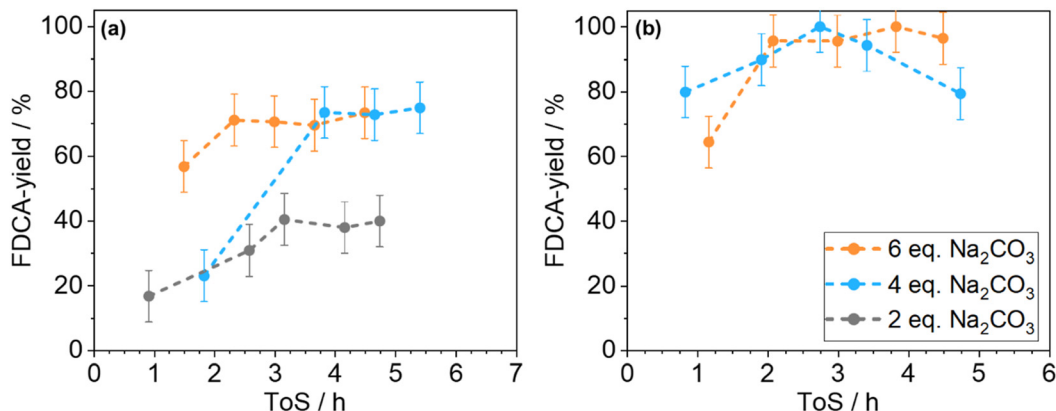 (a)
FDCA-yield / %
100
80
60
40
20
0
0 1 2 3 4 5 6 7
ToS / h
(b)
FDCA-yield / %
100
80
60
40
20
0
0 1 2 3 4 5 6
ToS / h
6 eq. Na₂CO₃
4 eq. Na₂CO₃
2 eq. Na₂CO₃